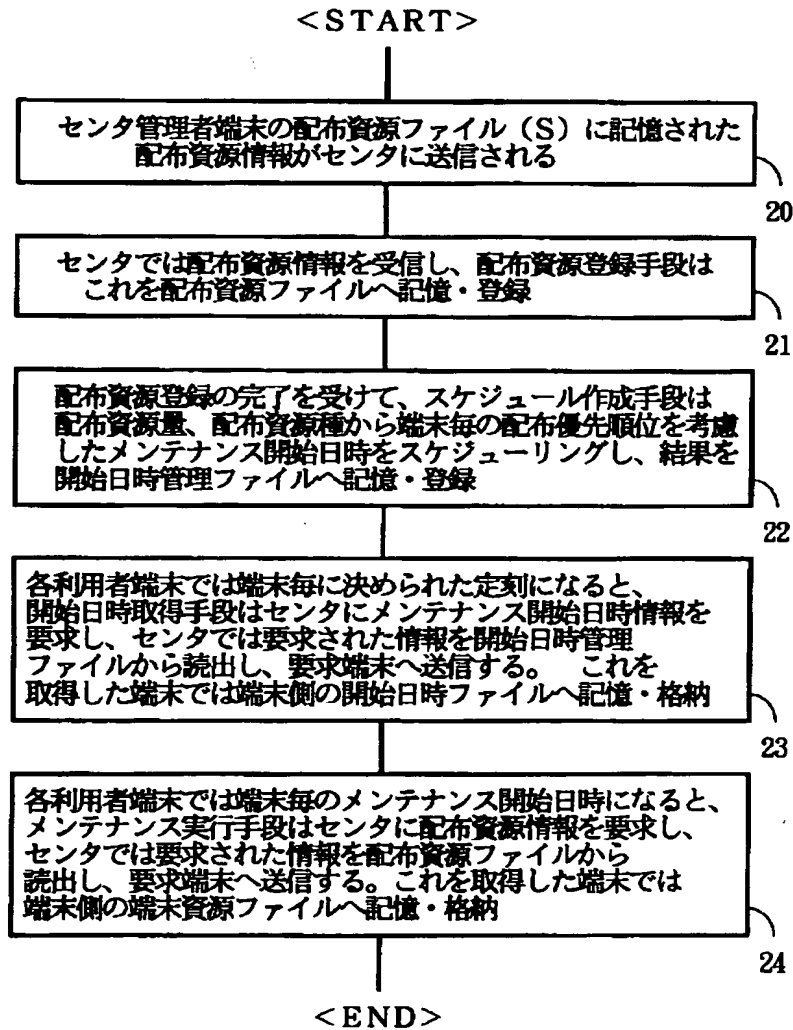 <START>
センタ管理者端末の配布資源ファイル（S）に記憶された
配布資源情報がセンタに送信される
20
センタでは配布資源情報を受信し、配布資源登録手段は
これを配布資源ファイルへ記憶・登録
21
配布資源登録の完了を受けて、スケジュール作成手段は
配布資源量、配布資源種から端末毎の配布優先順位を考慮
したメンテナンス開始日時をスケジューリングし、結果を
開始日時管理ファイルへ記憶・登録
22
各利用者端末では端末毎に決められた定刻になると、
開始日時取得手段はセンタにメンテナンス開始日時情報を
要求し、センタでは要求された情報を開始日時管理
ファイルから読出し、要求端末へ送信する。 これを
取得した端末では端末側の開始日時ファイルへ記憶・格納
23
各利用者端末では端末毎のメンテナンス開始日時になると、
メンテナンス実行手段はセンタに配布資源情報を要求し、
センタでは要求された情報を配布資源ファイルから
読出し、要求端末へ送信する。これを取得した端末では
端末側の端末資源ファイルへ記憶・格納
24
<END>